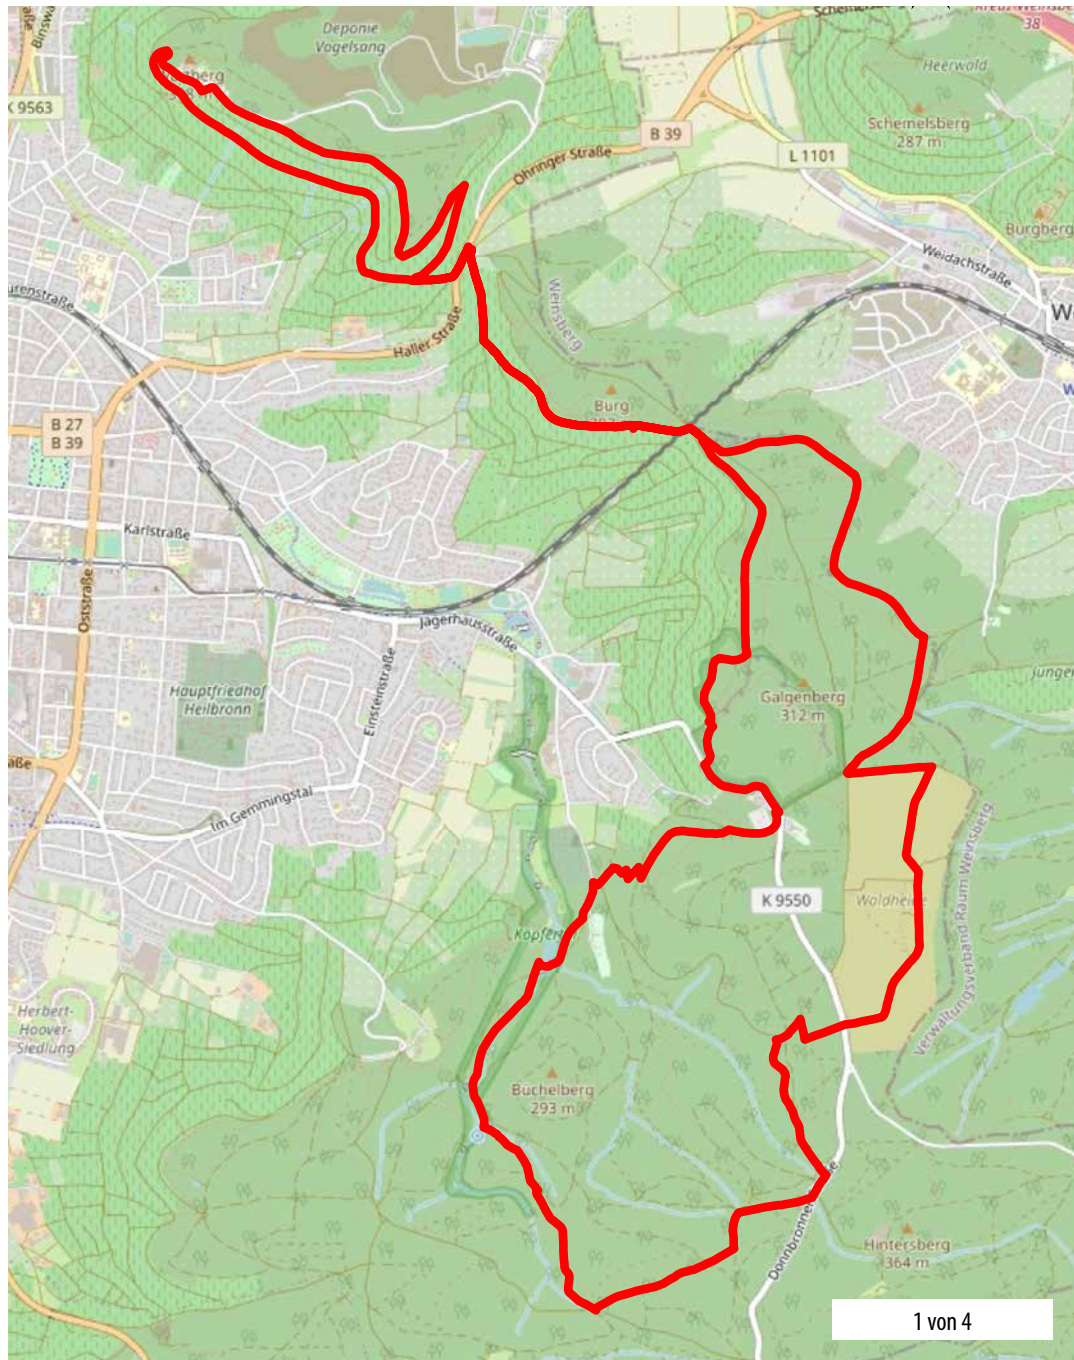 Deponie
Vogelsang
Heerwald
38
K 9563
B 39
Schemelsberg
287 m
L 1101
Öhringer Straße
Burgberg
Weidachstraße
Weinsberg
Haller Straße
Burg
B 27
B 39
Karlstraße
Oststraße
Jägerhausstraße
Hauptfriedhof
Heilbronn
Einsteinstraße
Galgenberg
312 m
Im Gemmingstal
K 9550
Verwaltungsverband Raum Weinsberg
Herbert-
Hoover-
Siedlung
Büchelberg
293 m
Hintersberg
364 m
1 von 4